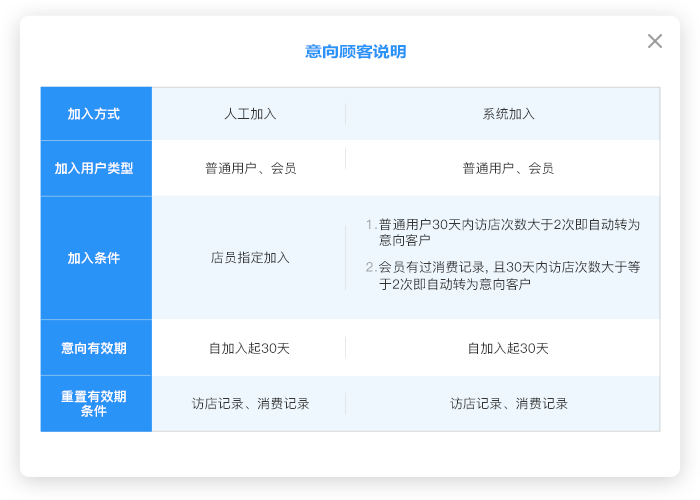 意向顾客说明
加入方式
人工加入
系统加入
加入用户类型
普通用户、会员
普通用户、会员
加入条件
店员指定加入
1.普通用户30天内访店次数大于2次即自动转为
意向客户
2.会员有过消费记录, 且30天内访店次数大于等
于2次即自动转为意向客户
意向有效期
自加入起30天
自加入起30天
重置有效期
条件
访店记录、消费记录
访店记录、消费记录